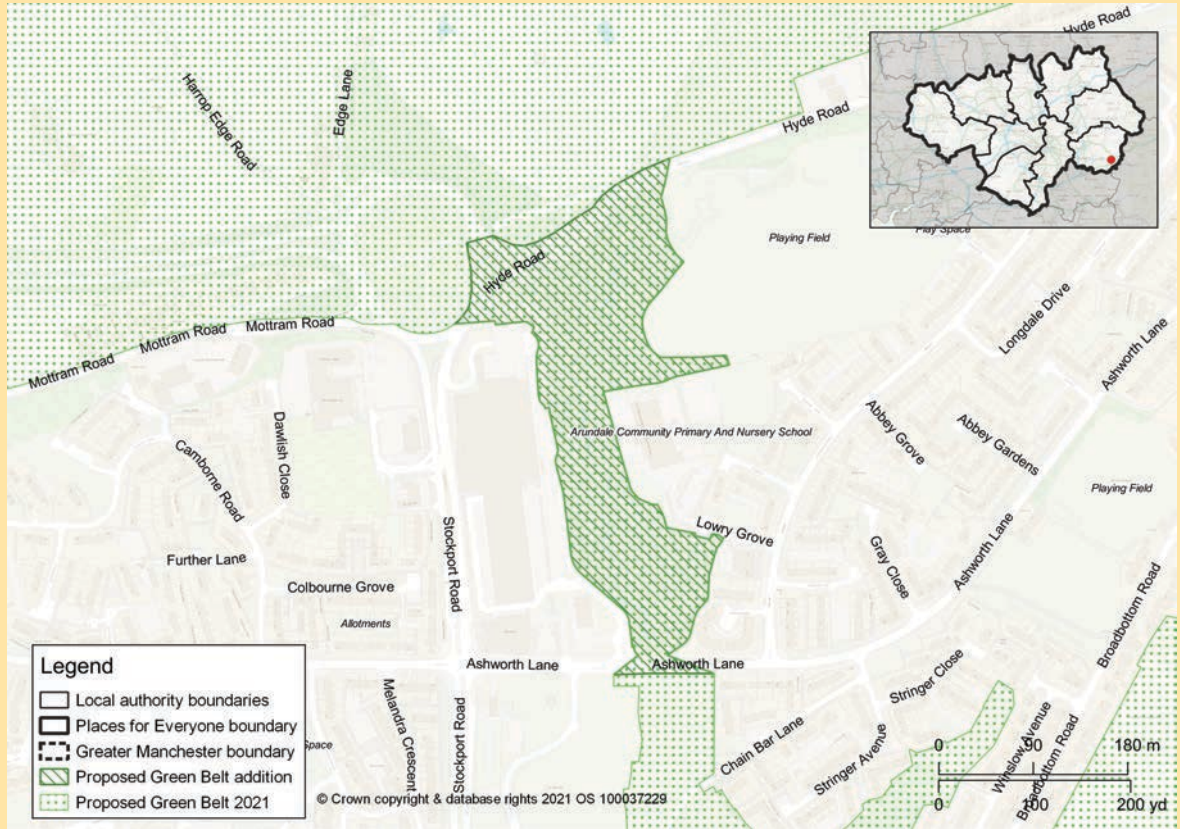 Hyde Road
Harrop Edge Road
Edge Lane
Hyde Road
Playing Field
Play Space
Hyde Road
Mottram Road
Mottram Road
Mottram Road
Longdale Drive
Ashworth Lane
Dawlish Close
Camborne Road
Arundale Community Primary And Nursery School
Abbey Grove
Abbey Gardens
Playing Field
Stockport Road
Lowry Grove
Gray Close
Ashworth Lane
Further Lane
Colbourne Grove
Allotments
Broadbottom Road
Ashworth Lane
Ashworth Lane
Stringer Close
Melandra Crescent
Stockport Road
Space
Chain Bar Lane
Stringer Avenue
Winslow Avenue
Broadbottom Road
Legend
Local authority boundaries
Places for Everyone boundary
Greater Manchester boundary
Proposed Green Belt addition
Proposed Green Belt 2021
© Crown copyright & database rights 2021 OS 100037229
0 90 180 m
0 100 200 yd